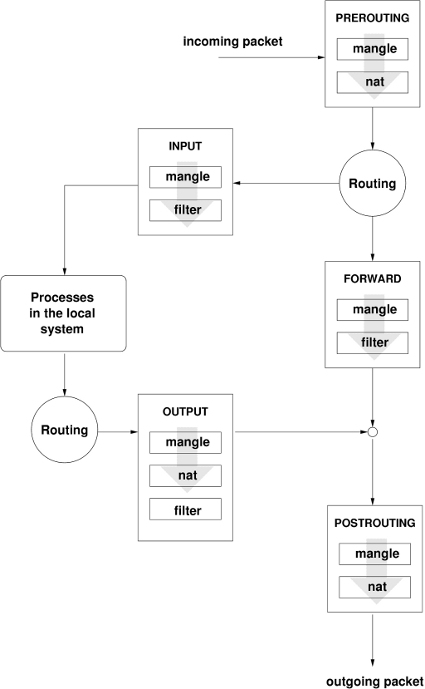 PREROUTING
incoming packet
mangle
nat
INPUT
mangle
filter
Routing
Processes
in the local
system
FORWARD
mangle
filter
Routing
OUTPUT
mangle
nat
filter
POSTROUTING
mangle
nat
outgoing packet